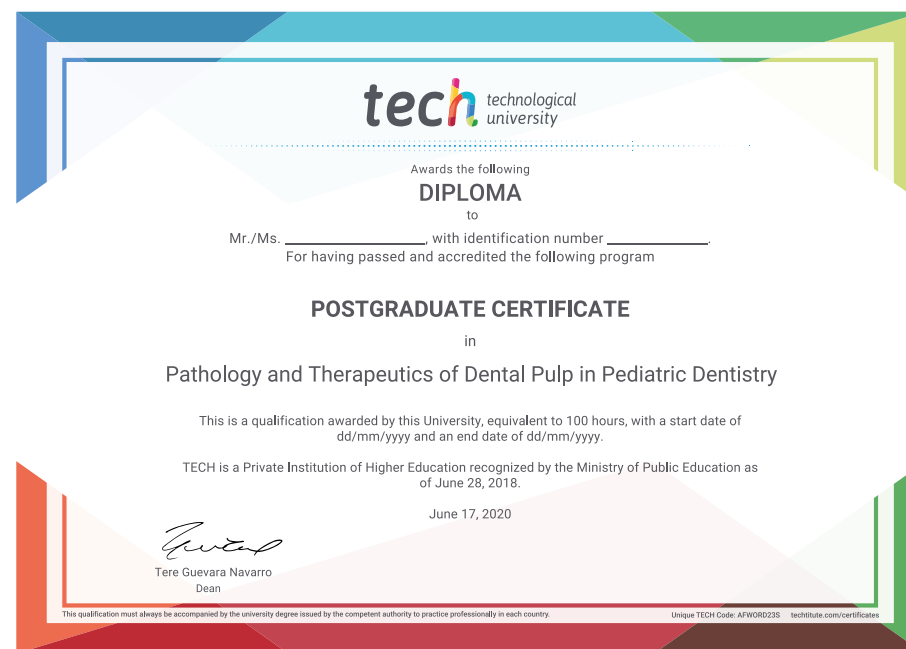 tech technological
university
Awards the following
DIPLOMA
to
Mr./Ms. ____________________, with identification number ______________.
For having passed and accredited the following program
POSTGRADUATE CERTIFICATE
in
Pathology and Therapeutics of Dental Pulp in Pediatric Dentistry
This is a qualification awarded by this University, equivalent to 100 hours, with a start date of
dd/mm/yyyy and an end date of dd/mm/yyyy.
TECH is a Private Institution of Higher Education recognized by the Ministry of Public Education as
of June 28, 2018.
June 17, 2020
Tere Guevara Navarro
Dean
This qualification must always be accompanied by the university degree issued by the competent authority to practice professionally in each country.
Unique TECH Code: AFWORD23S techtitute.com/certificates